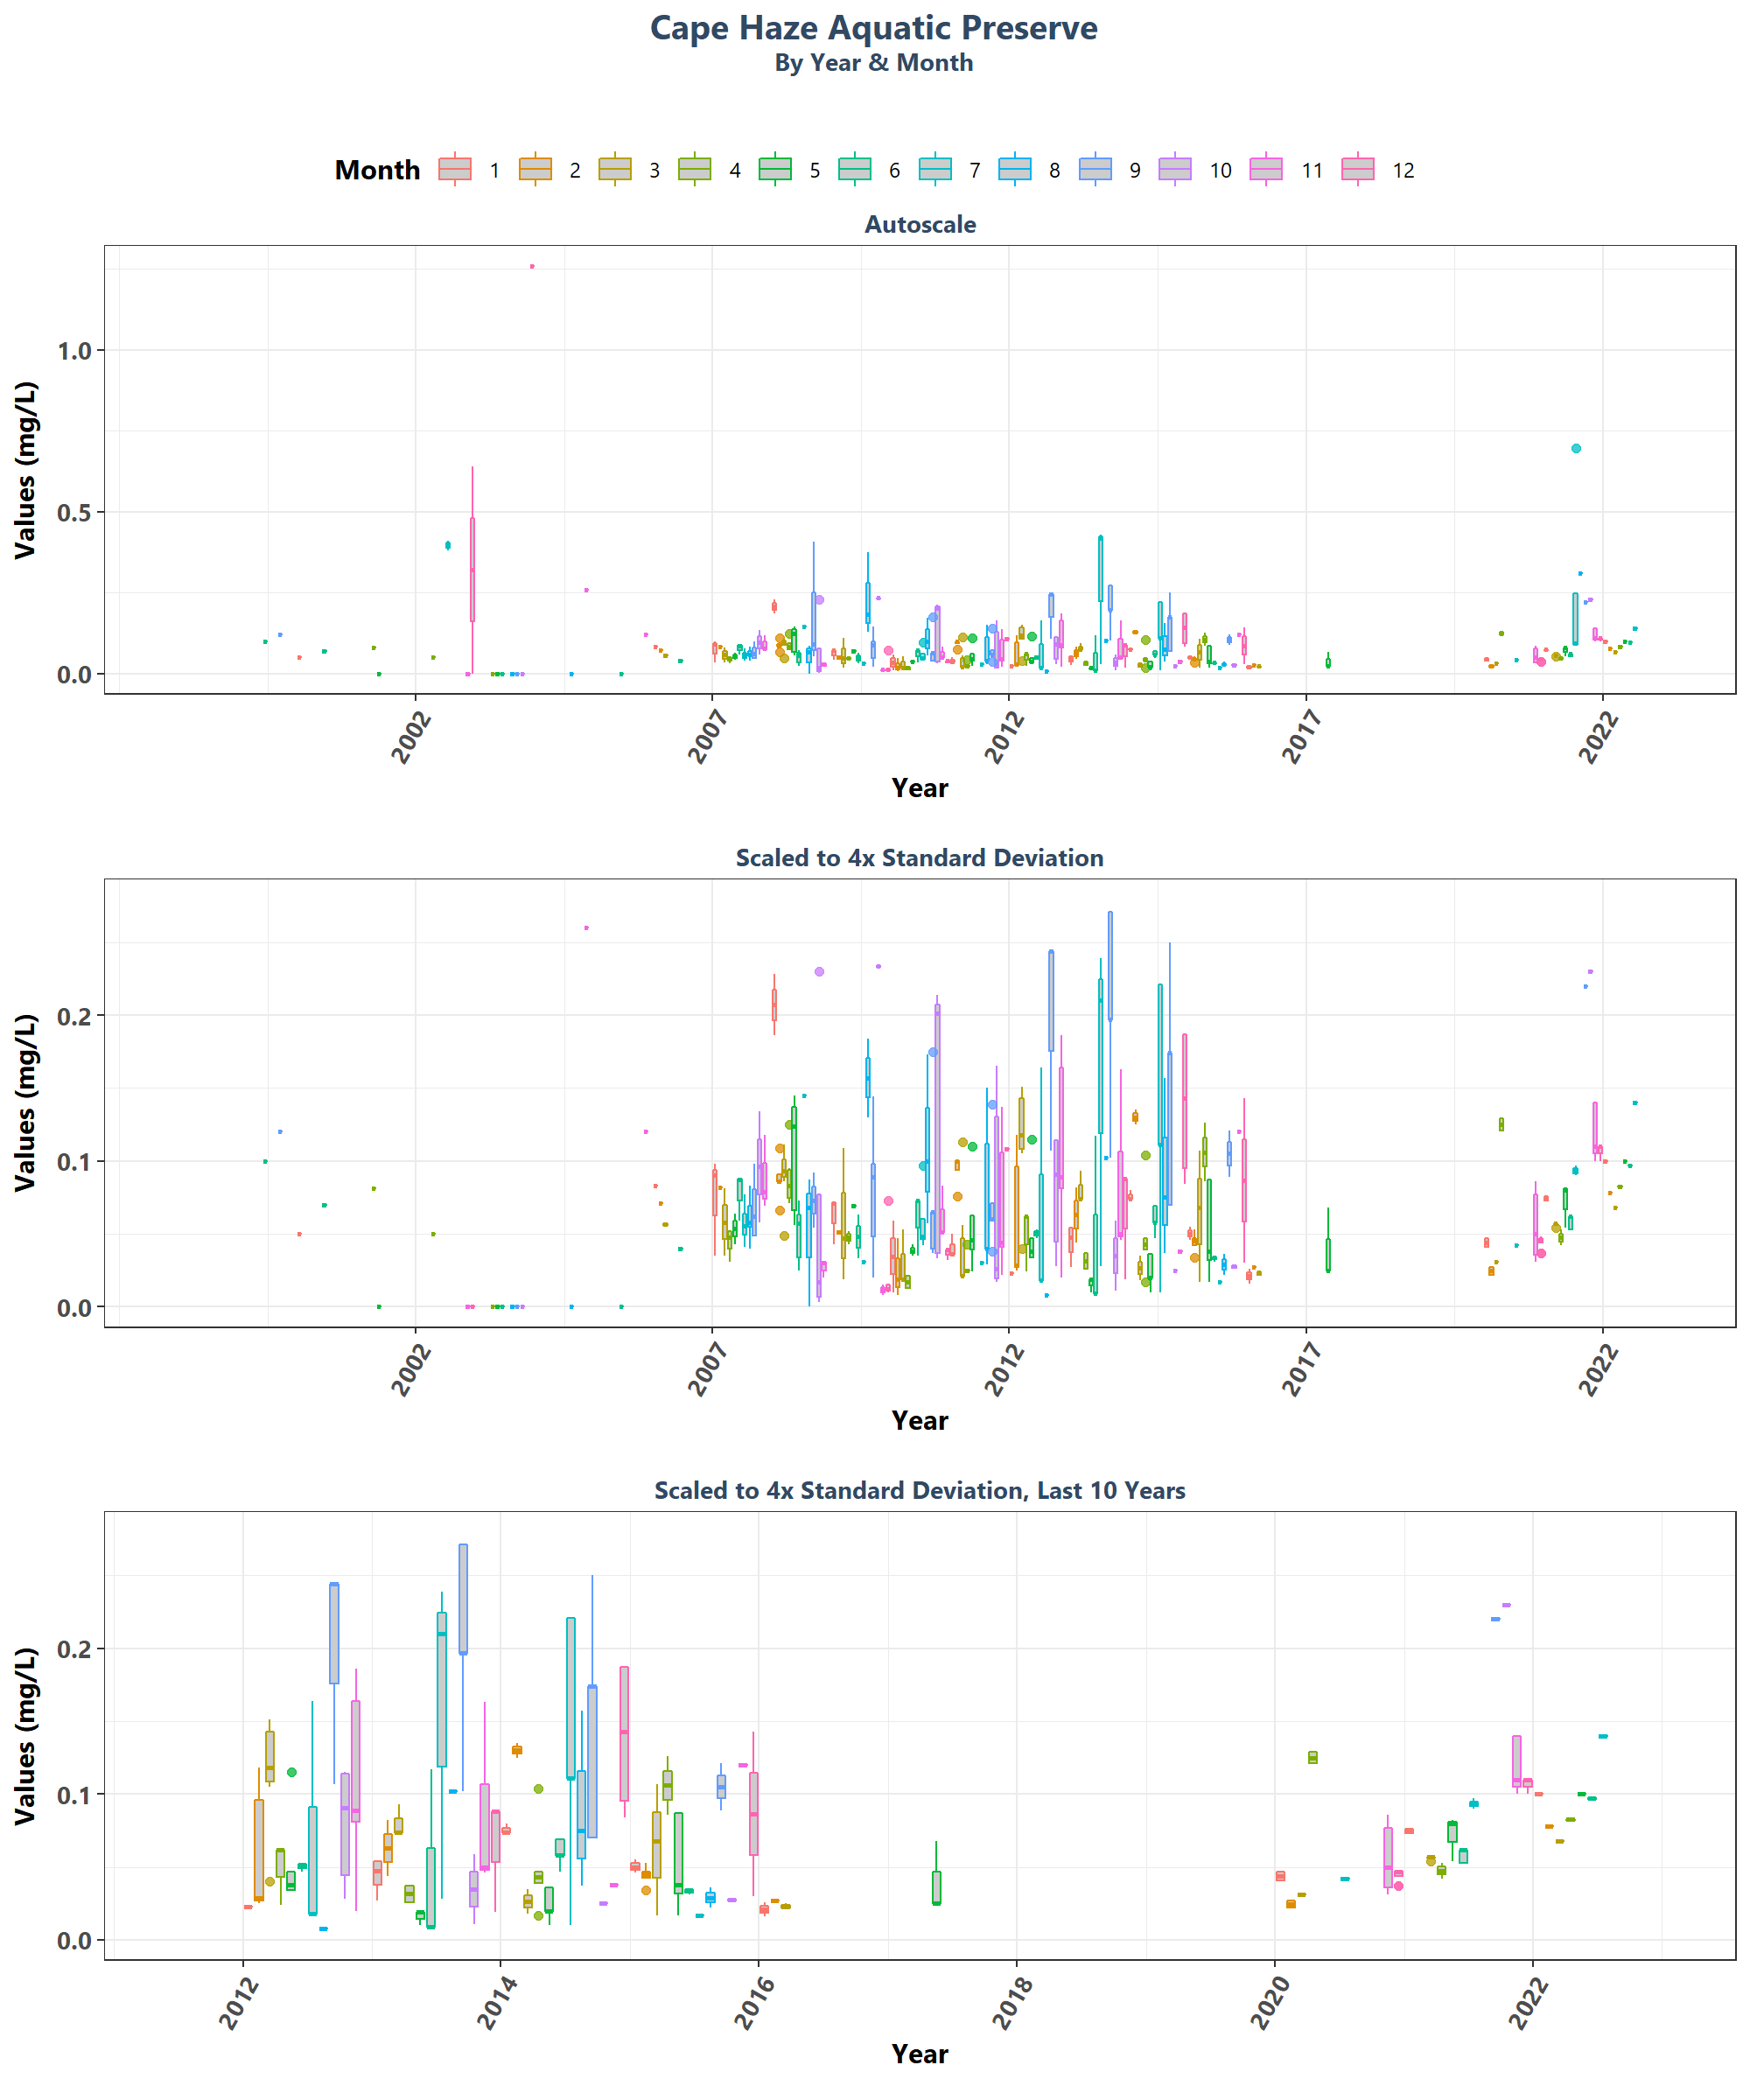 Cape Haze Aquatic Preserve
By Year & Month
Month 1 2 3 4 5 6 7 8 9 10 11 12
Autoscale
Values (mg/L)
1.0
0.5
0.0
2002 2007 2012 2017 2022
Year
Scaled to 4x Standard Deviation
Values (mg/L)
0.2
0.1
0.0
2002 2007 2012 2017 2022
Year
Scaled to 4x Standard Deviation, Last 10 Years
Values (mg/L)
0.2
0.1
0.0
2012 2014 2016 2018 2020 2022
Year